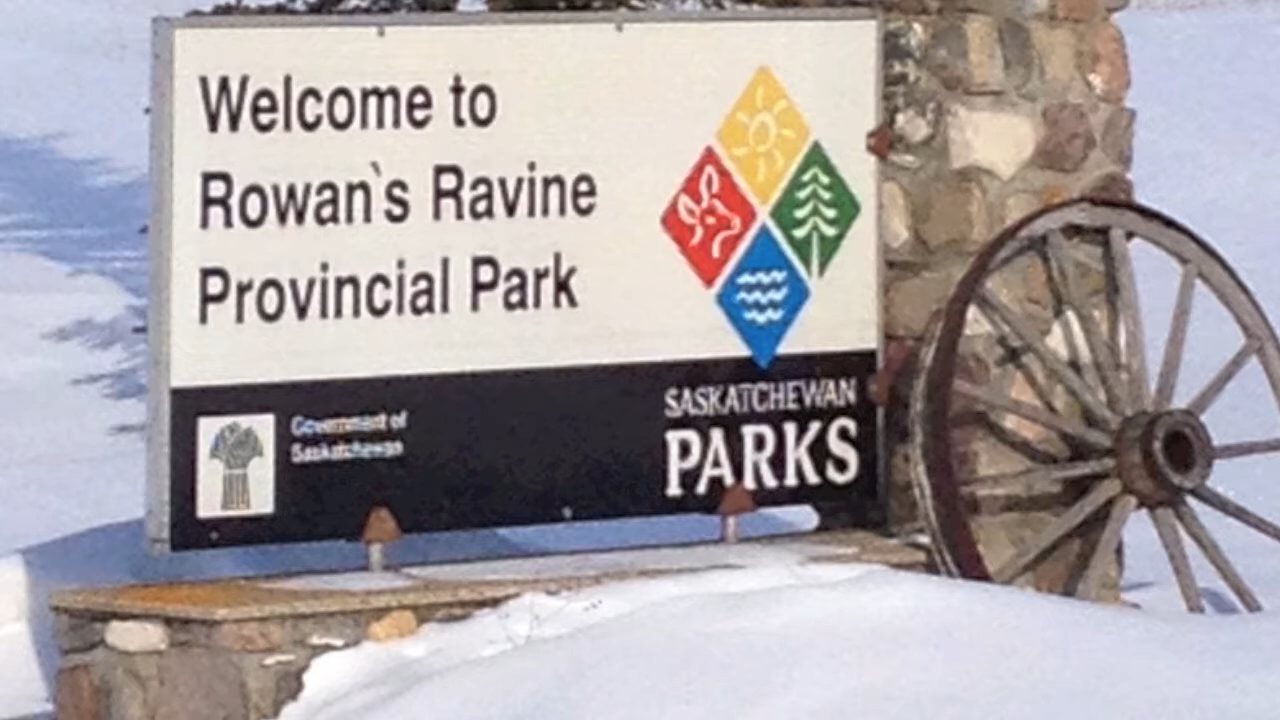 Welcome to
Rowan`s Ravine
Provincial Park
Government of
Saskatchewan
SASKATCHEWAN
PARKS